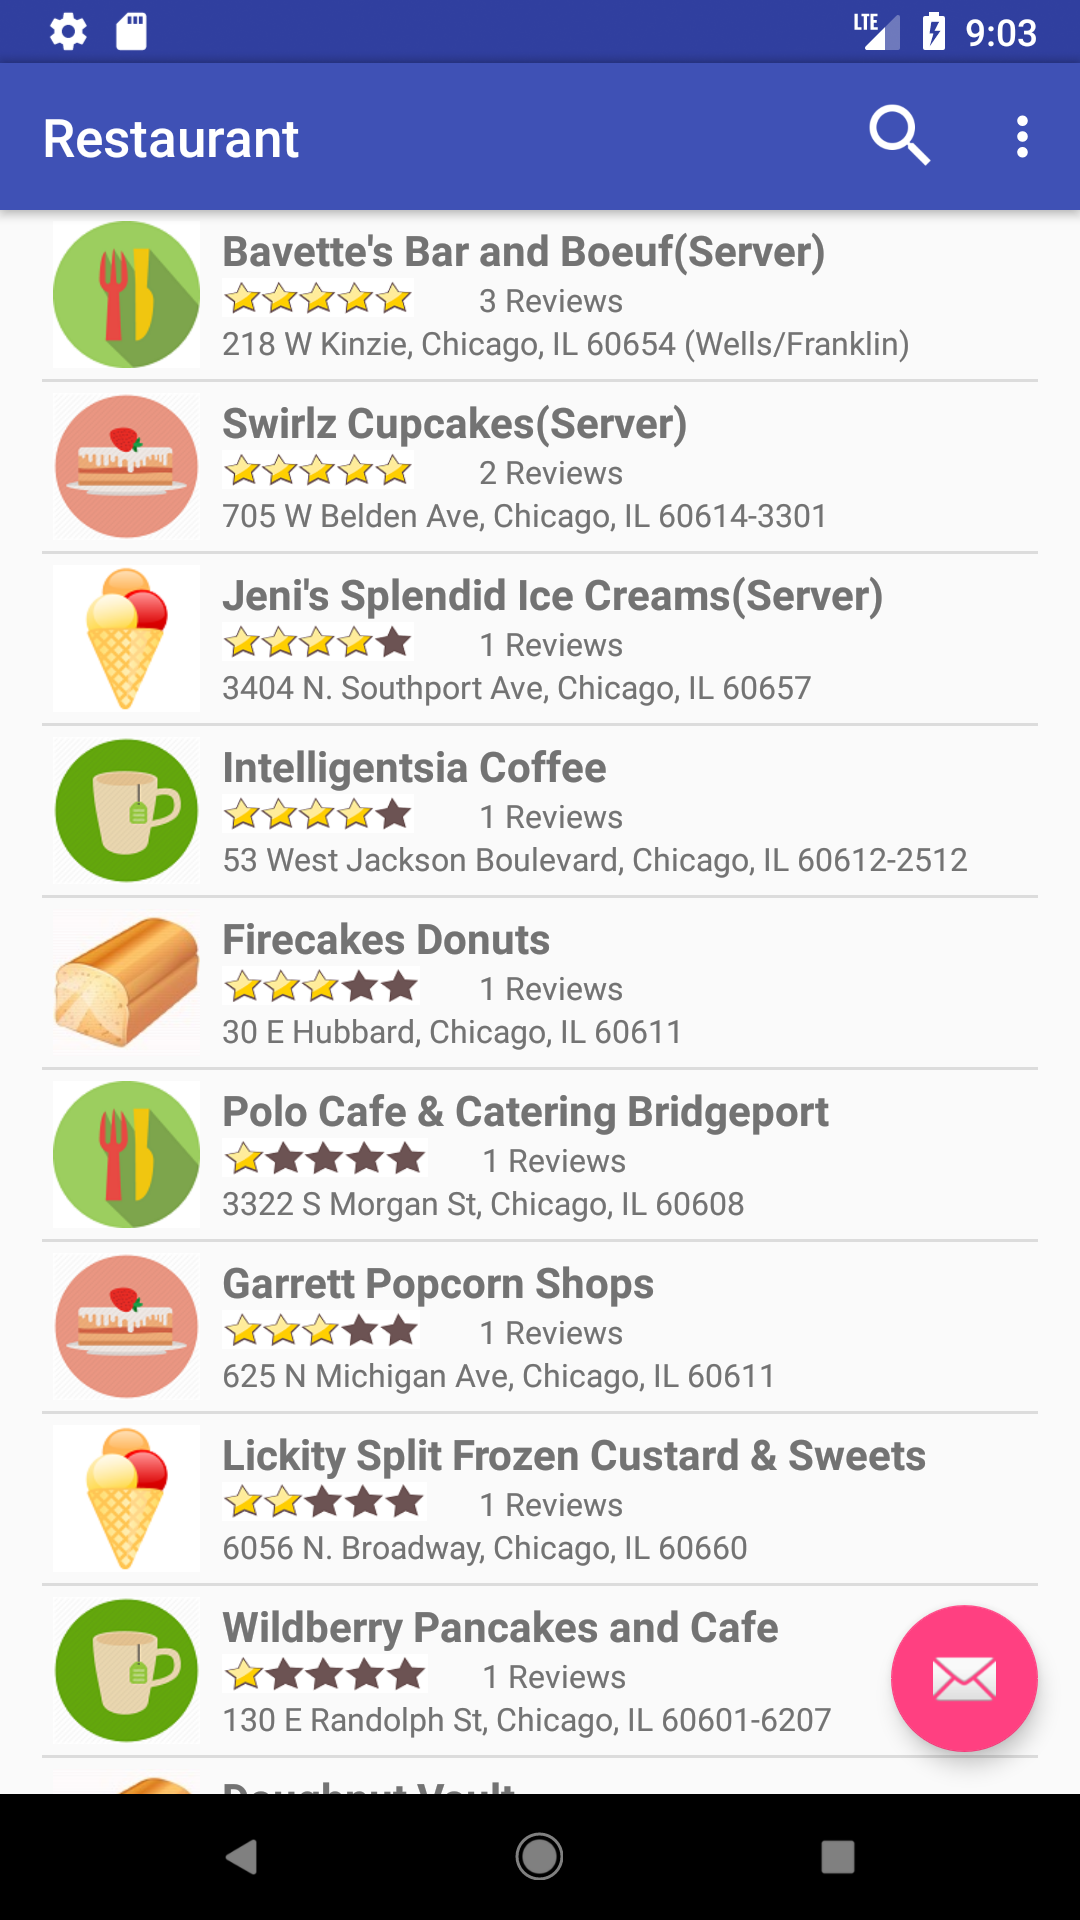 LTE 9:03
Restaurant
Bavette's Bar and Boeuf(Server)
3 Reviews
218 W Kinzie, Chicago, IL 60654 (Wells/Franklin)
Swirlz Cupcakes(Server)
2 Reviews
705 W Belden Ave, Chicago, IL 60614-3301
Jeni's Splendid Ice Creams(Server)
1 Reviews
3404 N. Southport Ave, Chicago, IL 60657
Intelligentsia Coffee
1 Reviews
53 West Jackson Boulevard, Chicago, IL 60612-2512
Firecakes Donuts
1 Reviews
30 E Hubbard, Chicago, IL 60611
Polo Cafe & Catering Bridgeport
1 Reviews
3322 S Morgan St, Chicago, IL 60608
Garrett Popcorn Shops
1 Reviews
625 N Michigan Ave, Chicago, IL 60611
Lickity Split Frozen Custard & Sweets
1 Reviews
6056 N. Broadway, Chicago, IL 60660
Wildberry Pancakes and Cafe
1 Reviews
130 E Randolph St, Chicago, IL 60601-6207
Doughnut Vault